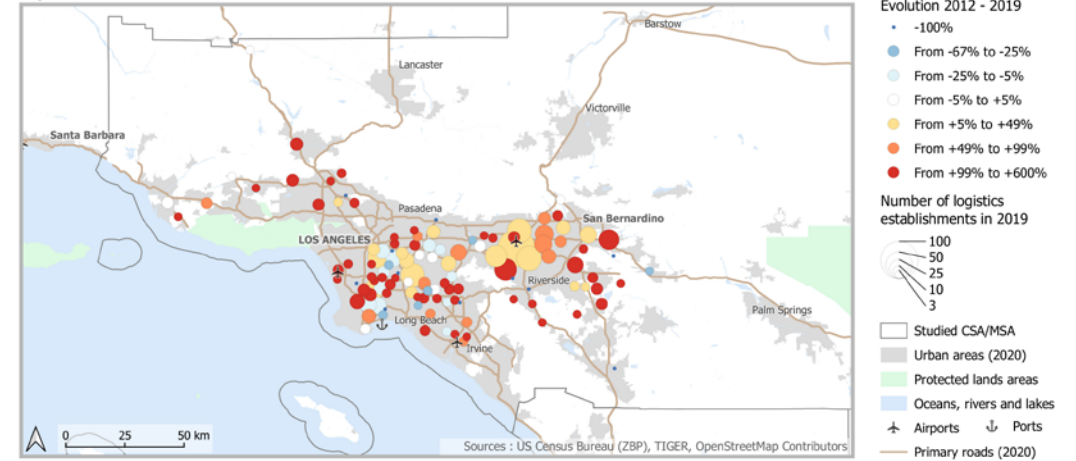 Evolution 2012 - 2019
-100%
From -67% to -25%
From -25% to -5%
From -5% to +5%
From +5% to +49%
From +49% to +99%
From +99% to +600%
Number of logistics
establishments in 2019
100
50
25
10
3
Studied CSA/MSA
Urban areas (2020)
Protected lands areas
Oceans, rivers and lakes
Airports
Ports
Primary roads (2020)
Barstow
Lancaster
Victorville
Santa Barbara
Pasadena
San Bernardino
LOS ANGELES
Riverside
Palm Springs
Long Beach
Irvine
0 25 50 km
Sources : US Census Bureau (ZBP), TIGER, OpenStreetMap Contributors